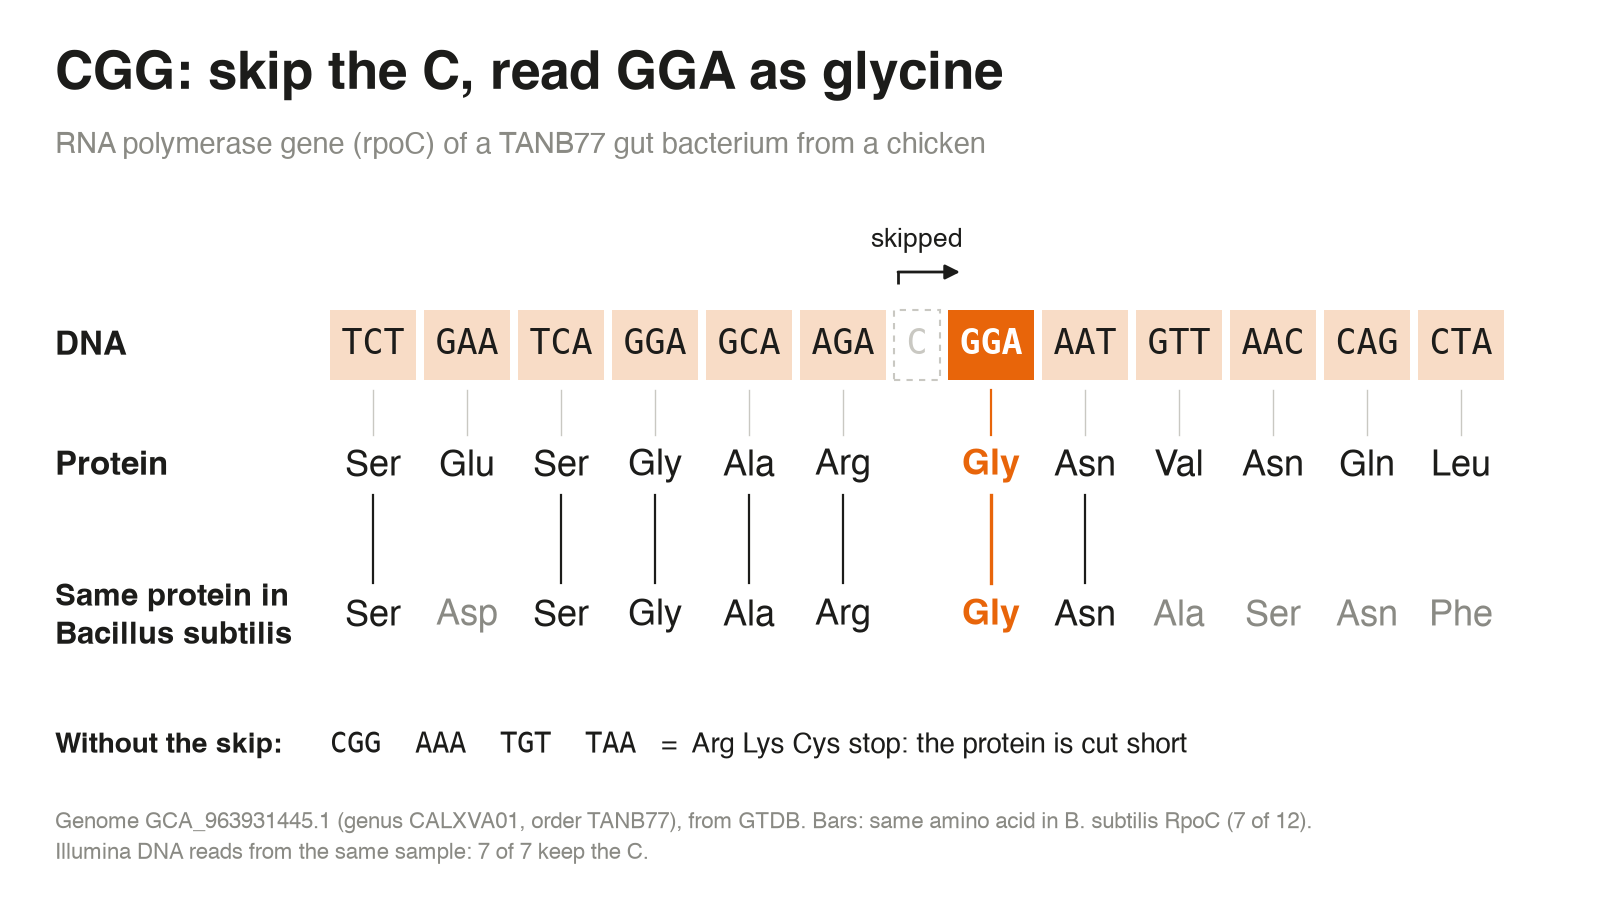 CGG: skip the C, read GGA as glycine
RNA polymerase gene (rpoC) of a TANB77 gut bacterium from a chicken
skipped
DNA TCT GAA TCA GGA GCA AGA C GGA AAT GTT AAC CAG CTA
Protein Ser Glu Ser Gly Ala Arg Gly Asn Val Asn Gln Leu
Same protein in
Bacillus subtilis Ser Asp Ser Gly Ala Arg Gly Asn Ala Ser Asn Phe
Without the skip: CGG AAA TGT TAA = Arg Lys Cys stop: the protein is cut short
Genome GCA_963931445.1 (genus CALXVA01, order TANB77), from GTDB. Bars: same amino acid in B. subtilis RpoC (7 of 12).
Illumina DNA reads from the same sample: 7 of 7 keep the C.